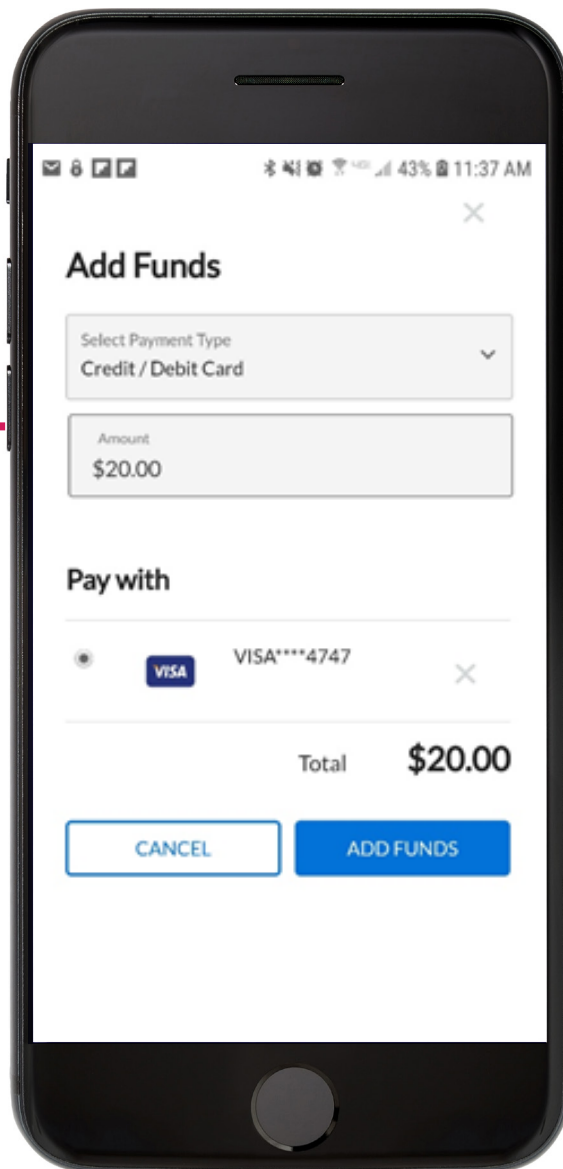 43% 11:37 AM
Add Funds
Select Payment Type
Credit / Debit Card
Amount
$20.00
Pay with
VISA VISA****4747
Total $20.00
CANCEL ADD FUNDS